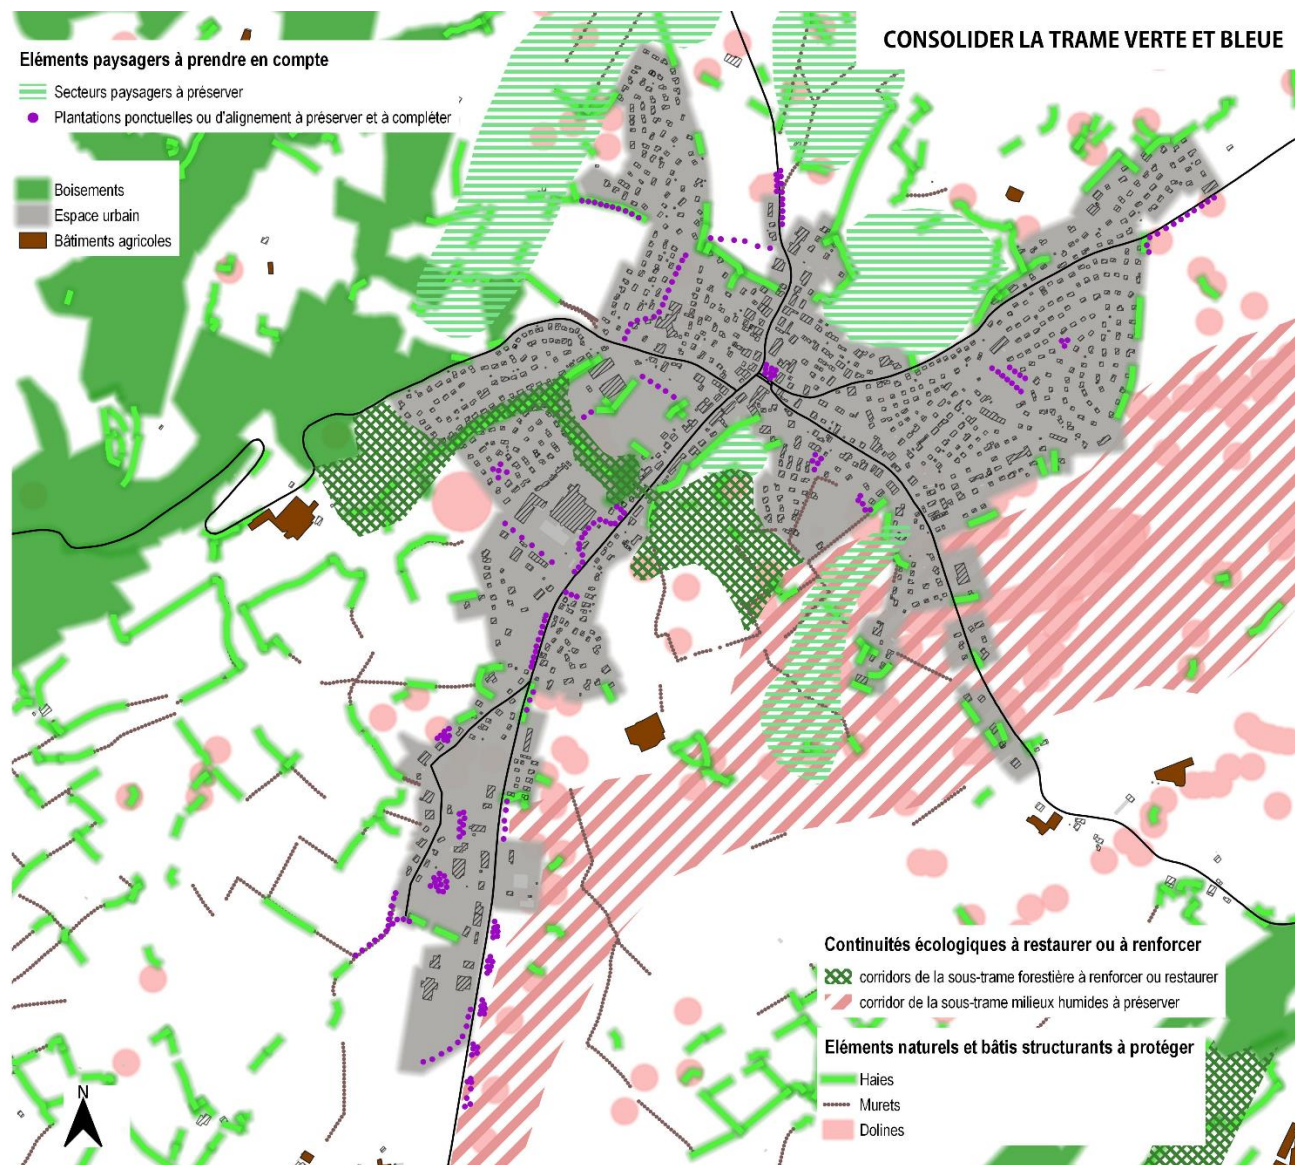 CONSOLIDER LA TRAME VERTE ET BLEUE
Eléments paysagers à prendre en compte
Secteurs paysagers à préserver
Plantations ponctuelles ou d'alignement à préserver et à compléter
Boisements
Espace urbain
Bâtiments agricoles
Continuités écologiques à restaurer ou à renforcer
corridors de la sous-trame forestière à renforcer ou restaurer
corridor de la sous-trame milieux humides à préserver
Eléments naturels et bâtis structurants à protéger
Haies
Murets
Dolines
N